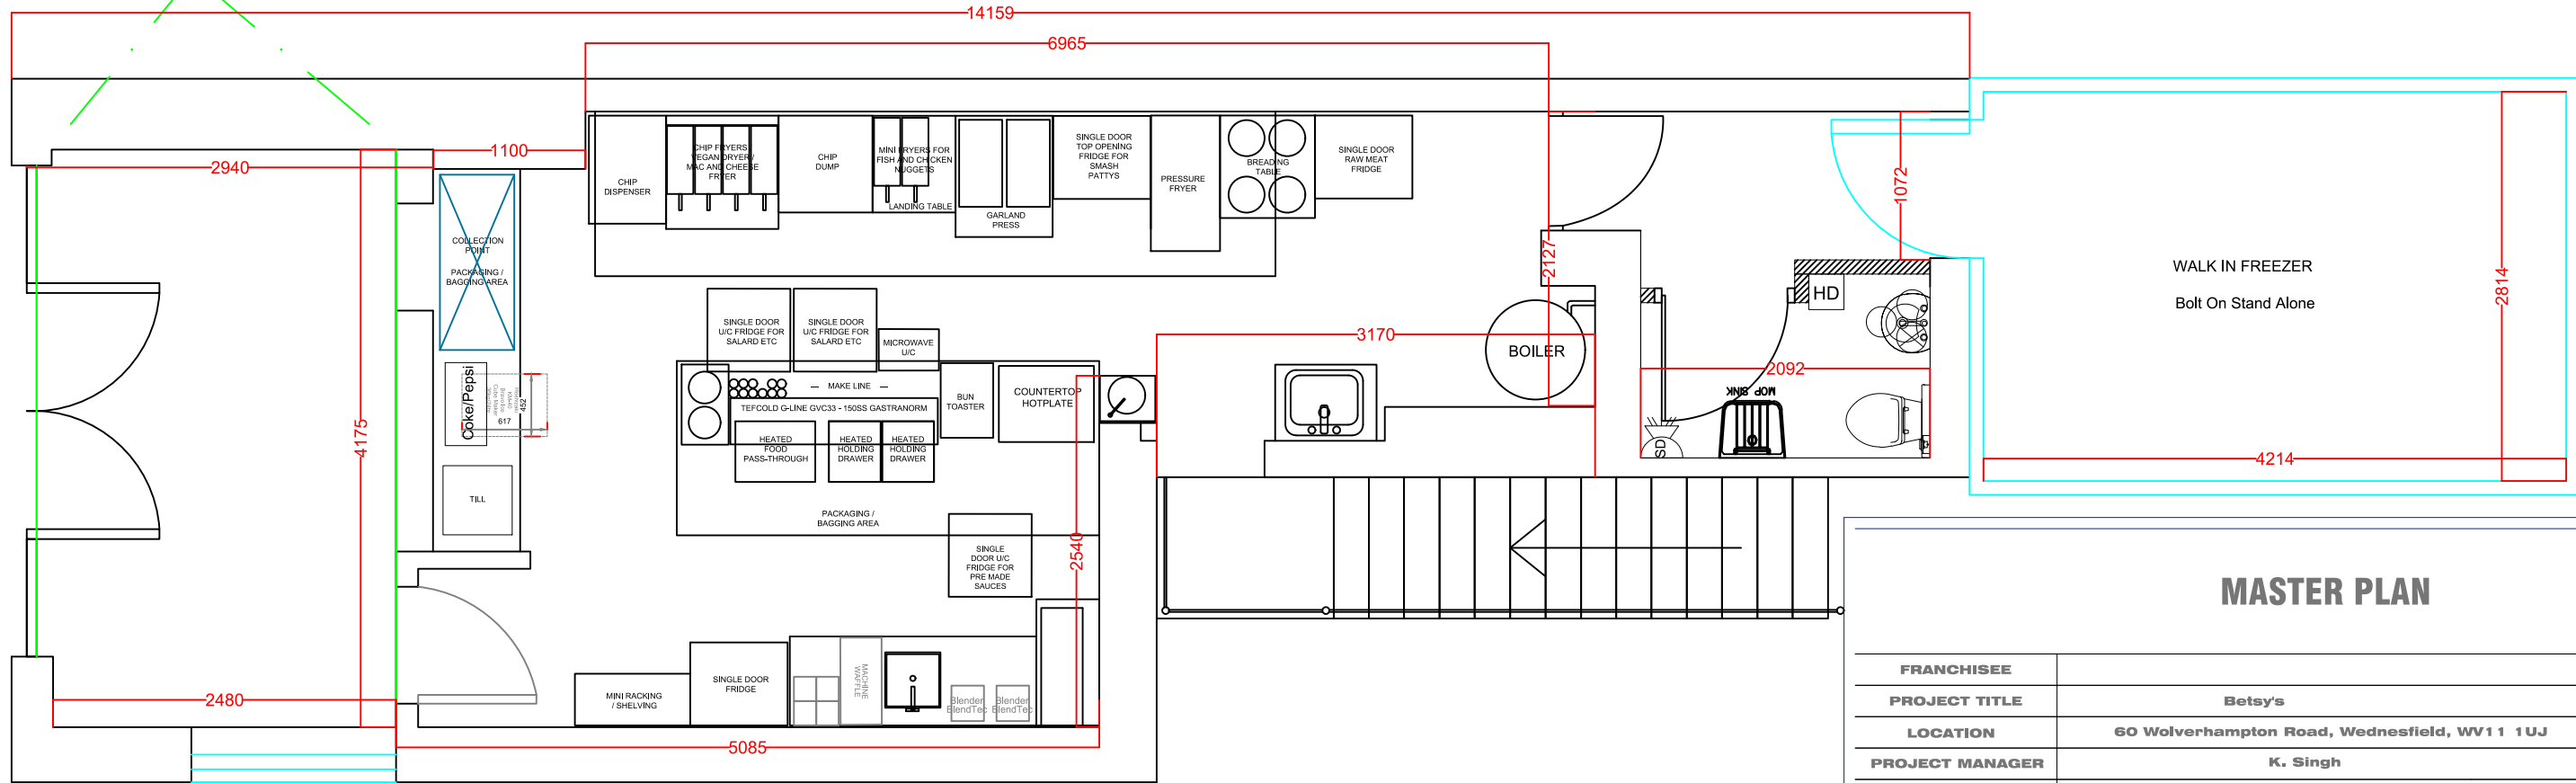 14159
6965
2940
1100
CHIP
DISPENSER
CHIP FRYERS /
VEGAN DRYER /
MAC AND CHEESE
FRYER
CHIP
DUMP
MINI FRYERS FOR
FISH AND CHICKEN
NUGGETS
LANDING TABLE
GARLAND
PRESS
SINGLE DOOR
TOP OPENING
FRIDGE FOR
SMASH
PATTYS
PRESSURE
FRYER
BREADING
TABLE
SINGLE DOOR
RAW MEAT
FRIDGE
1072
2127
COLLECTION
POINT
PACKAGING /
BAGGING AREA
WALK IN FREEZER
Bolt On Stand Alone
2814
HD
SINGLE DOOR
U/C FRIDGE FOR
SALARD ETC
SINGLE DOOR
U/C FRIDGE FOR
SALARD ETC
MICROWAVE
U/C
3170
BOILER
2092
MOP SINK
SD
4214
Coke/Pepsi
452
617
4175
MAKE LINE
TEFCOLD G-LINE GVC33 - 150SS GASTRANORM
BUN
TOASTER
COUNTERTOP
HOTPLATE
HEATED
FOOD
PASS-THROUGH
HEATED
HOLDING
DRAWER
HEATED
HOLDING
DRAWER
TILL
PACKAGING /
BAGGING AREA
SINGLE
DOOR U/C
FRIDGE FOR
PRE MADE
SAUCES
2540
MINI RACKING
/ SHELVING
SINGLE DOOR
FRIDGE
MACHINE
WAFFLE
Blender
BlendTec
Blender
BlendTec
2480
5085
MASTER PLAN
FRANCHISEE
PROJECT TITLE Betsy's
LOCATION 60 Wolverhampton Road, Wednesfield, WV11 1UJ
PROJECT MANAGER K. Singh